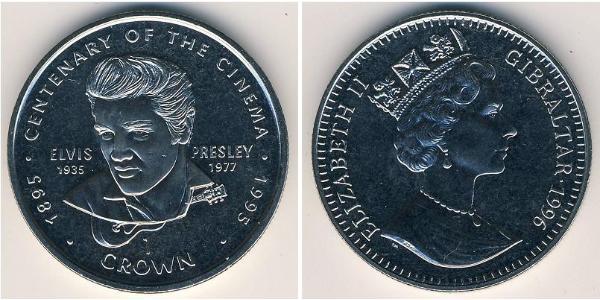 1895 · CENTENARY OF THE CINEMA · 1995
ELVIS PRESLEY
1935 1977
1
CROWN
ELIZABETH II GIBRALTAR · 1996